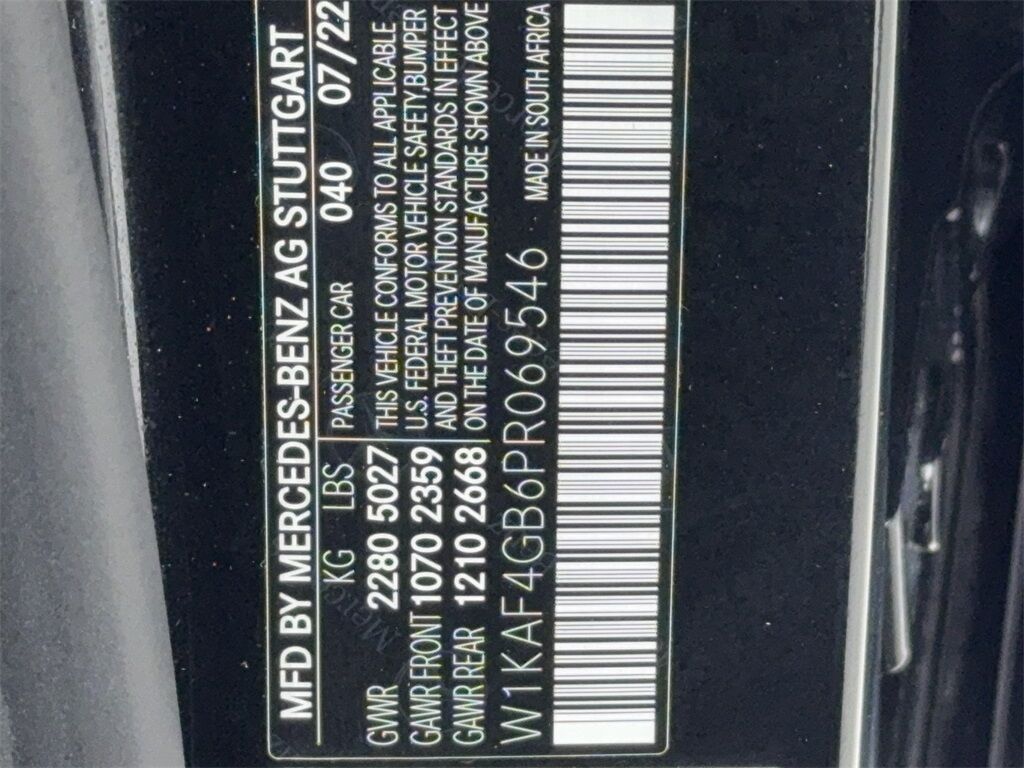 MFD BY MERCEDES-BENZ AG STUTTGART
KG LBS PASSENGER CAR 040 07/22
GVWR 2280 5027 THIS VEHICLE CONFORMS TO ALL APPLICABLE
GAWR FRONT 1070 2359 U.S. FEDERAL MOTOR VEHICLE SAFETY,BUMPER
GAWR REAR 1210 2668 AND THEFT PREVENTION STANDARDS IN EFFECT
ON THE DATE OF MANUFACTURE SHOWN ABOVE
W1KAF4GB6PR069546 MADE IN SOUTH AFRICA